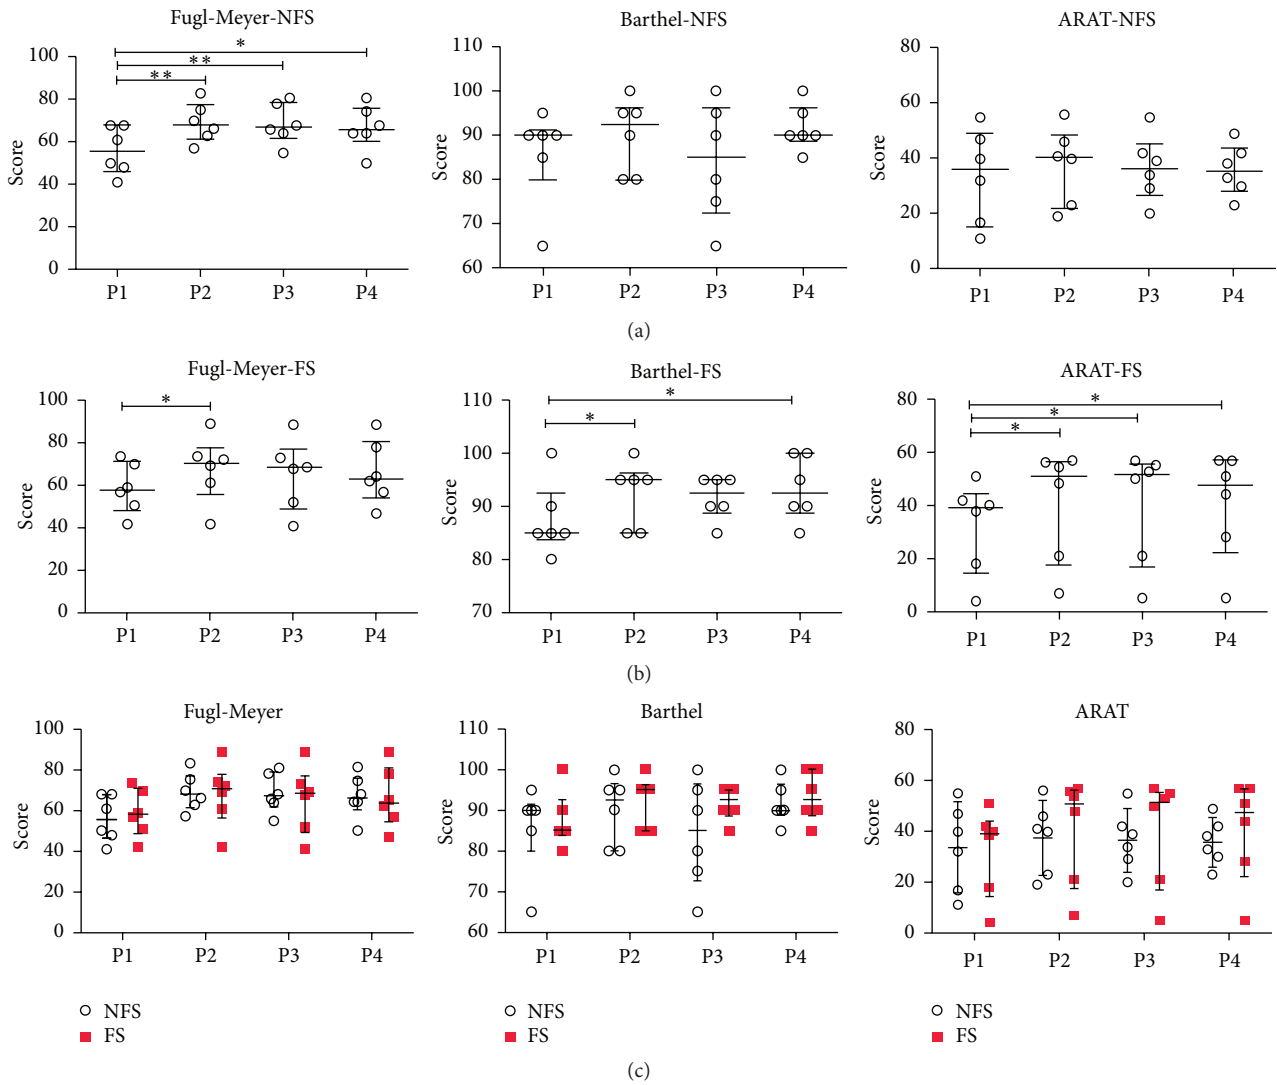 Fugl-Meyer-NFS Barthel-NFS ARAT-NFS
100 80 60 40 20 0
Score
* ** **
P1 P2 P3 P4
110 100 90 80 70 60
Score
P1 P2 P3 P4
80 60 40 20 0
Score
P1 P2 P3 P4
(a)
Fugl-Meyer-FS Barthel-FS ARAT-FS
100 80 60 40 20 0
Score
*
P1 P2 P3 P4
110 100 90 80 70
Score
* *
P1 P2 P3 P4
80 60 40 20 0
Score
* * *
P1 P2 P3 P4
(b)
Fugl-Meyer Barthel ARAT
100 80 60 40 20 0
Score
P1 P2 P3 P4
NFS
FS
110 100 90 80 70 60
Score
P1 P2 P3 P4
NFS
FS
80 60 40 20 0
Score
P1 P2 P3 P4
NFS
FS
(c)